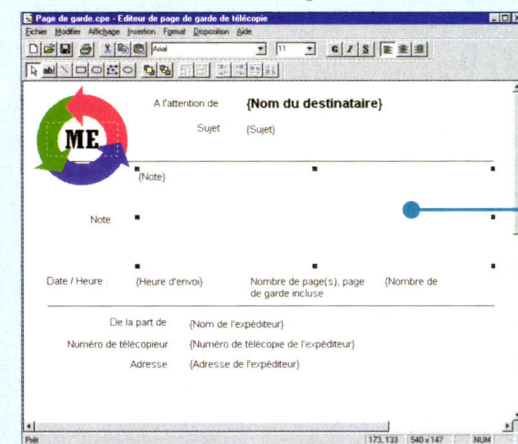 Page de garde.cpe - Editeur de page de garde de télécopie
Fichier Modifier Affichage Insertion Format Disposition Aide
Arial 11 G I S
abl
A l'attention de {Nom du destinataire}
ME
Sujet {Sujet}
{Note}
Note
Date / Heure : {Heure d'envoi} Nombre de page(s), page de garde incluse {Nombre de
De la part de {Nom de l'expéditeur}
Numéro de télécopieur : {Numéro de télécopie de l'expéditeur}
Adresse {Adresse de l'expéditeur}
Prêt 173, 133 540 x 147 NUM